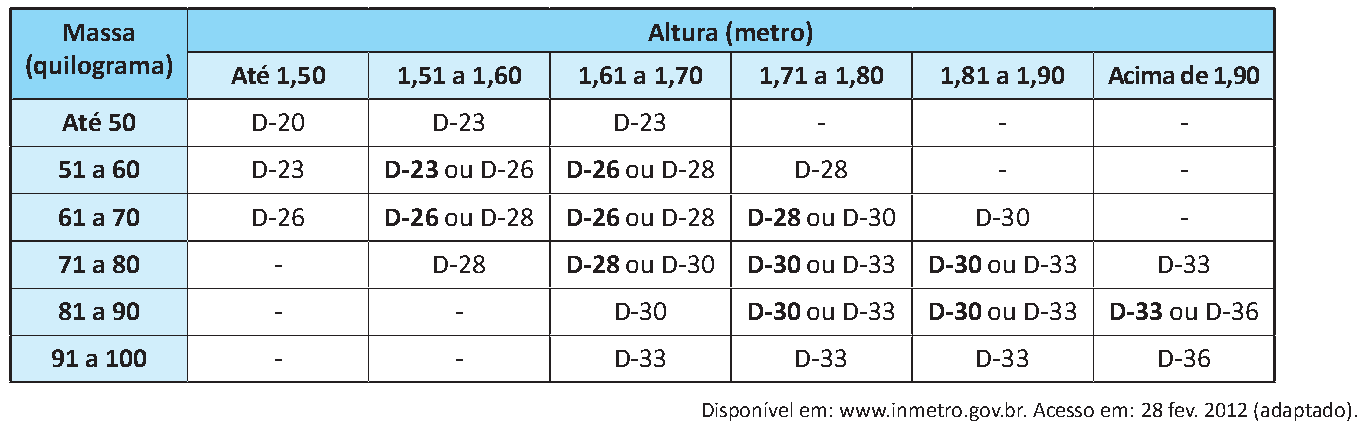 Massa (quilograma) Altura (metro)
Até 1,50 1,51 a 1,60 1,61 a 1,70 1,71 a 1,80 1,81 a 1,90 Acima de 1,90
Até 50 D-20 D-23 D-23 - - -
51 a 60 D-23 D-23 ou D-26 D-26 ou D-28 D-28 - -
61 a 70 D-26 D-26 ou D-28 D-26 ou D-28 D-28 ou D-30 D-30 -
71 a 80 - D-28 D-28 ou D-30 D-30 ou D-33 D-30 ou D-33 D-33
81 a 90 - - D-30 D-30 ou D-33 D-30 ou D-33 D-33 ou D-36
91 a 100 - - D-33 D-33 D-33 D-36
Disponível em: www.inmetro.gov.br. Acesso em: 28 fev. 2012 (adaptado).